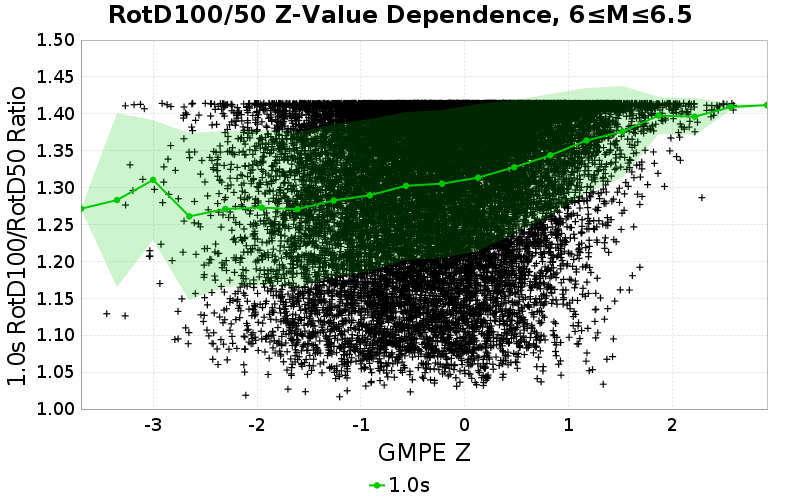 RotD100/50 Z-Value Dependence, 6≤M≤6.5
1.0s RotD100/RotD50 Ratio
1.50
1.45
1.40
1.35
1.30
1.25
1.20
1.15
1.10
1.05
1.00
-3 -2 -1 0 1 2
GMPE Z
1.0s